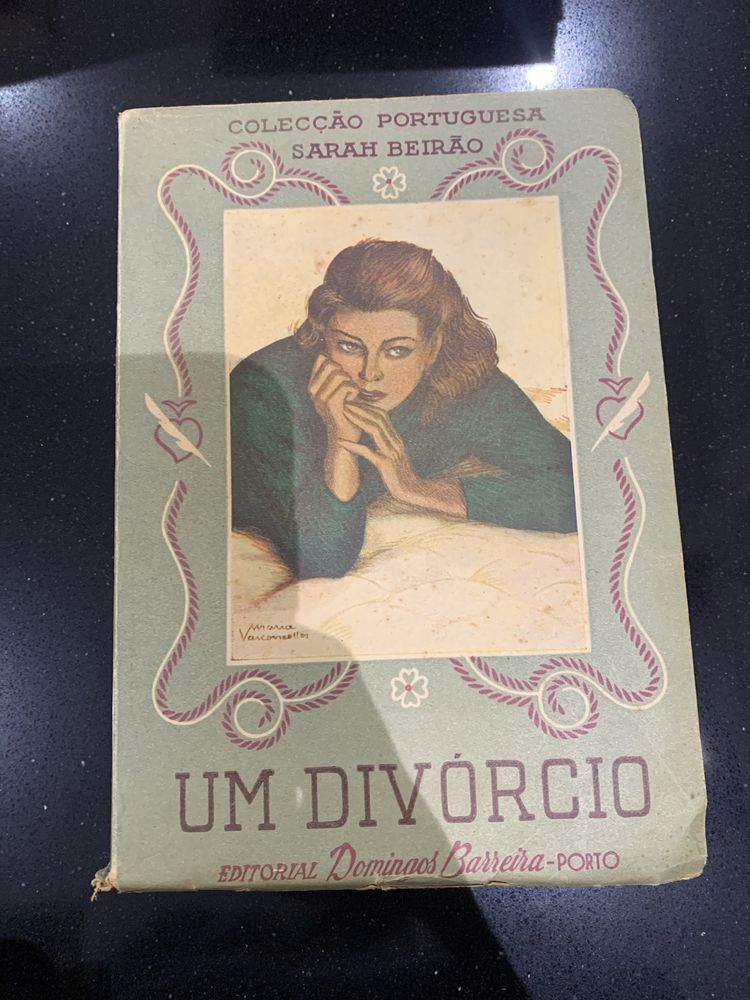 COLECÇÃO PORTUGUESA
SARAH BEIRÃO
Maria
Vasconcellos
UM DIVÓRCIO
EDITORIAL Domingos Barreira-PORTO